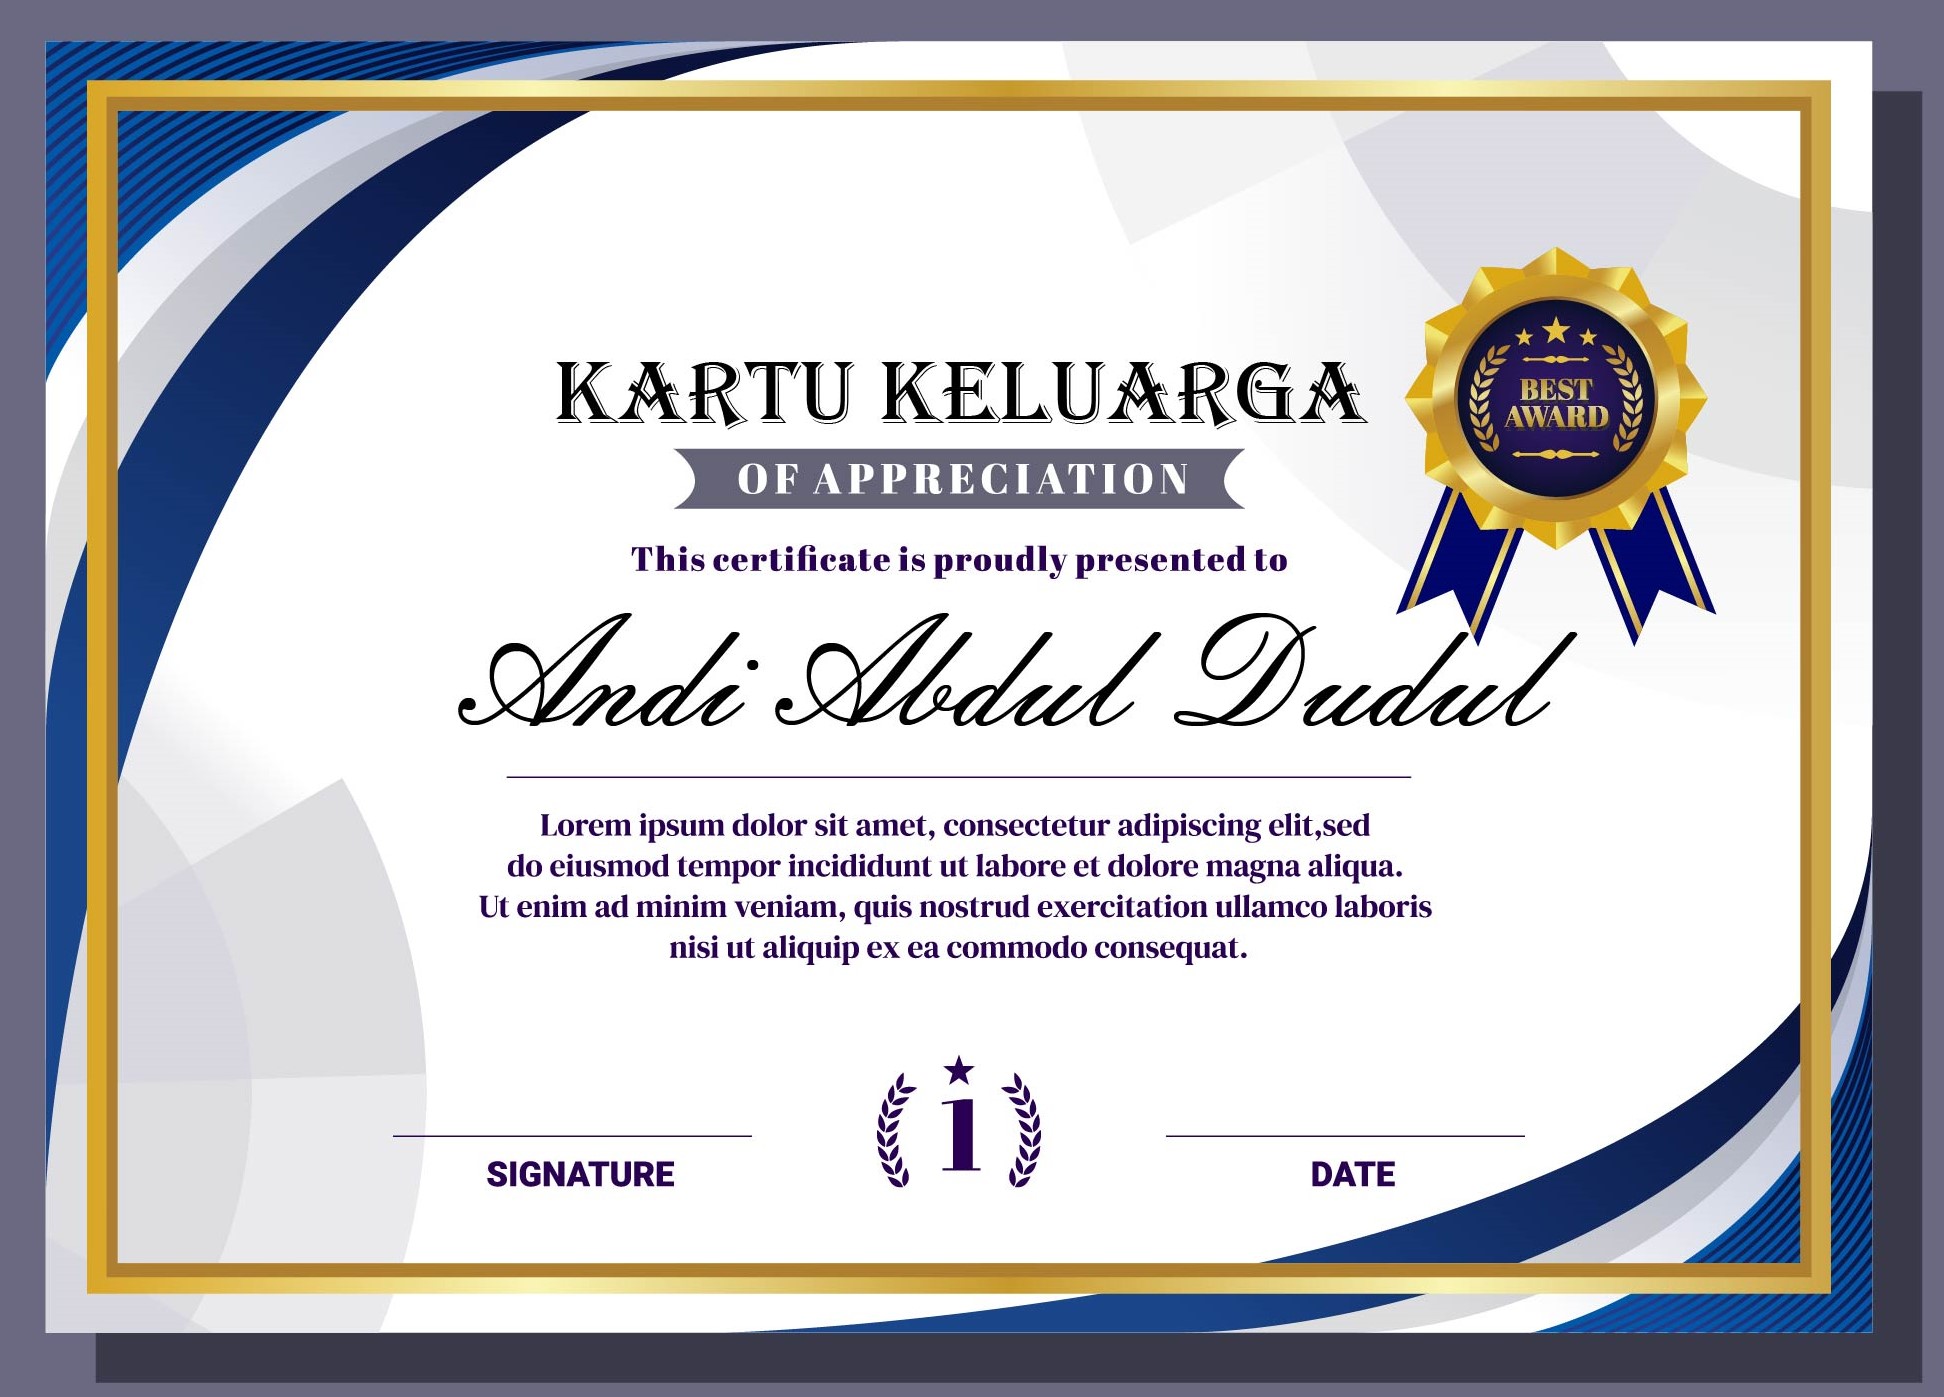 KARTU KELUARGA
OF APPRECIATION
BEST
AWARD
This certificate is proudly presented to
Andi Abdul Dudul
Lorem ipsum dolor sit amet, consectetur adipiscing elit,sed
do eiusmod tempor incididunt ut labore et dolore magna aliqua.
Ut enim ad minim veniam, quis nostrud exercitation ullamco laboris
nisi ut aliquip ex ea commodo consequat.
1
SIGNATURE
DATE